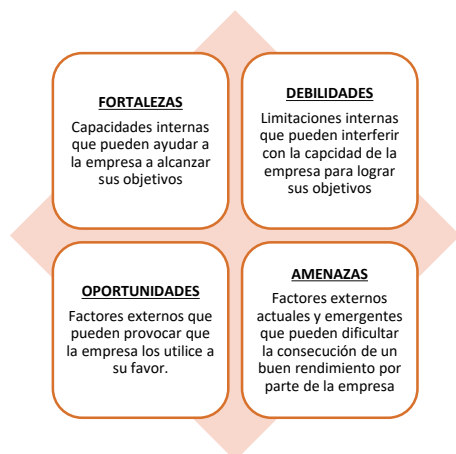 FORTALEZAS
Capacidades internas
que pueden ayudar a
la empresa a alcanzar
sus objetivos
DEBILIDADES
Limitaciones internas
que pueden interferir
con la capcidad de la
empresa para lograr
sus objetivos
OPORTUNIDADES
Factores externos que
pueden provocar que
la empresa los utilice a
su favor.
AMENAZAS
Factores externos
actuales y emergentes
que pueden dificultar
la consecución de un
buen rendimiento por
parte de la empresa